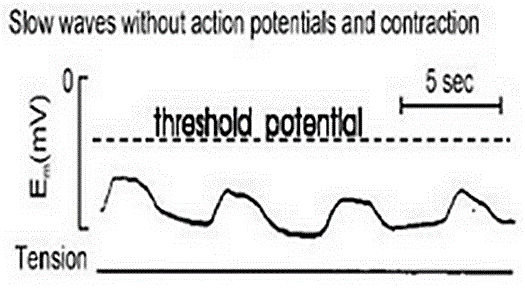 Slow waves without action potentials and contraction
0
5 sec
threshold potential
Em(mV)
Tension